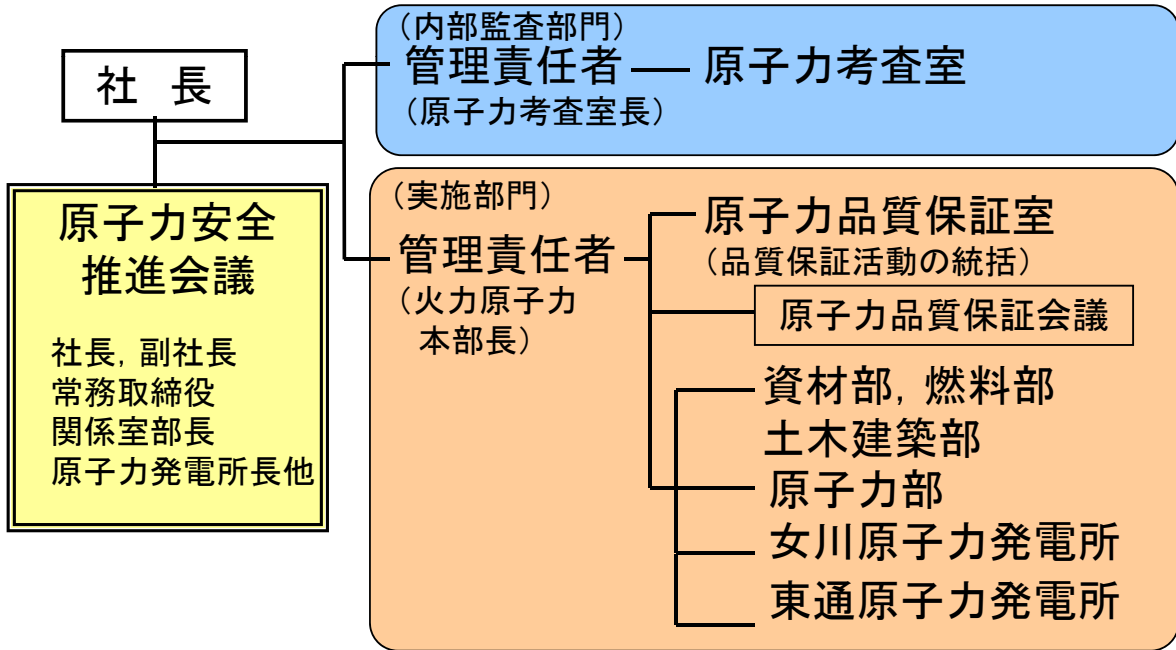 社 長
原子力安全
推進会議
社長，副社長
常務取締役
関係室部長
原子力発電所長他
（内部監査部門）
管理責任者
原子力考査室
（原子力考査室長）
（実施部門）
管理責任者
（火力原子力
本部長）
原子力品質保証室
（品質保証活動の統括）
原子力品質保証会議
資材部，燃料部
土木建築部
原子力部
女川原子力発電所
東通原子力発電所